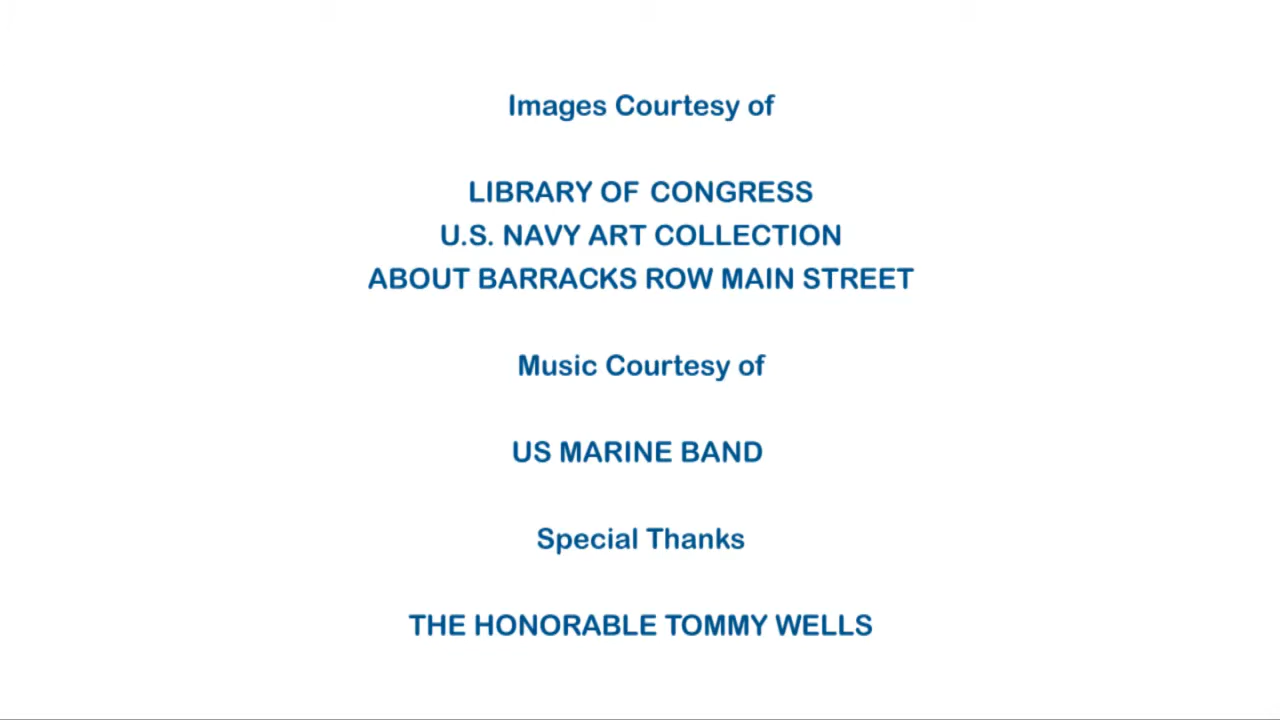 Images Courtesy of
LIBRARY OF CONGRESS
U.S. NAVY ART COLLECTION
ABOUT BARRACKS ROW MAIN STREET
Music Courtesy of
US MARINE BAND
Special Thanks
THE HONORABLE TOMMY WELLS